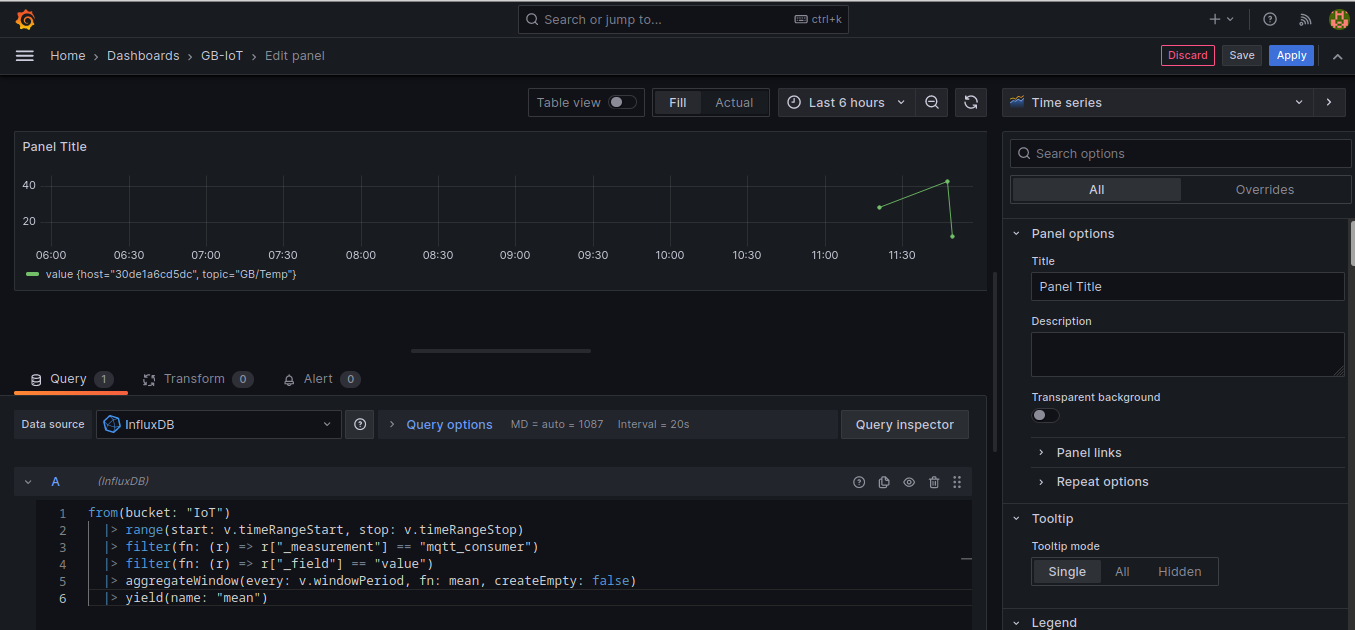 Search or jump to... ctrl+k
Home › Dashboards › GB-IoT › Edit panel
Discard Save Apply
Table view Fill Actual Last 6 hours
Time series
Panel Title
40
20
06:00 06:30 07:00 07:30 08:00 08:30 09:00 09:30 10:00 10:30 11:00 11:30
value {host="30de1a6cd5dc", topic="GB/Temp"}
Query 1 Transform 0 Alert 0
Data source InfluxDB Query options MD = auto = 1087 Interval = 20s Query inspector
A (InfluxDB)
1 from(bucket: "IoT")
2 |> range(start: v.timeRangeStart, stop: v.timeRangeStop)
3 |> filter(fn: (r) => r["_measurement"] == "mqtt_consumer")
4 |> filter(fn: (r) => r["_field"] == "value")
5 |> aggregateWindow(every: v.windowPeriod, fn: mean, createEmpty: false)
6 |> yield(name: "mean")
Search options
All Overrides
Panel options
Title
Panel Title
Description
Transparent background
Panel links
Repeat options
Tooltip
Tooltip mode
Single All Hidden
Legend